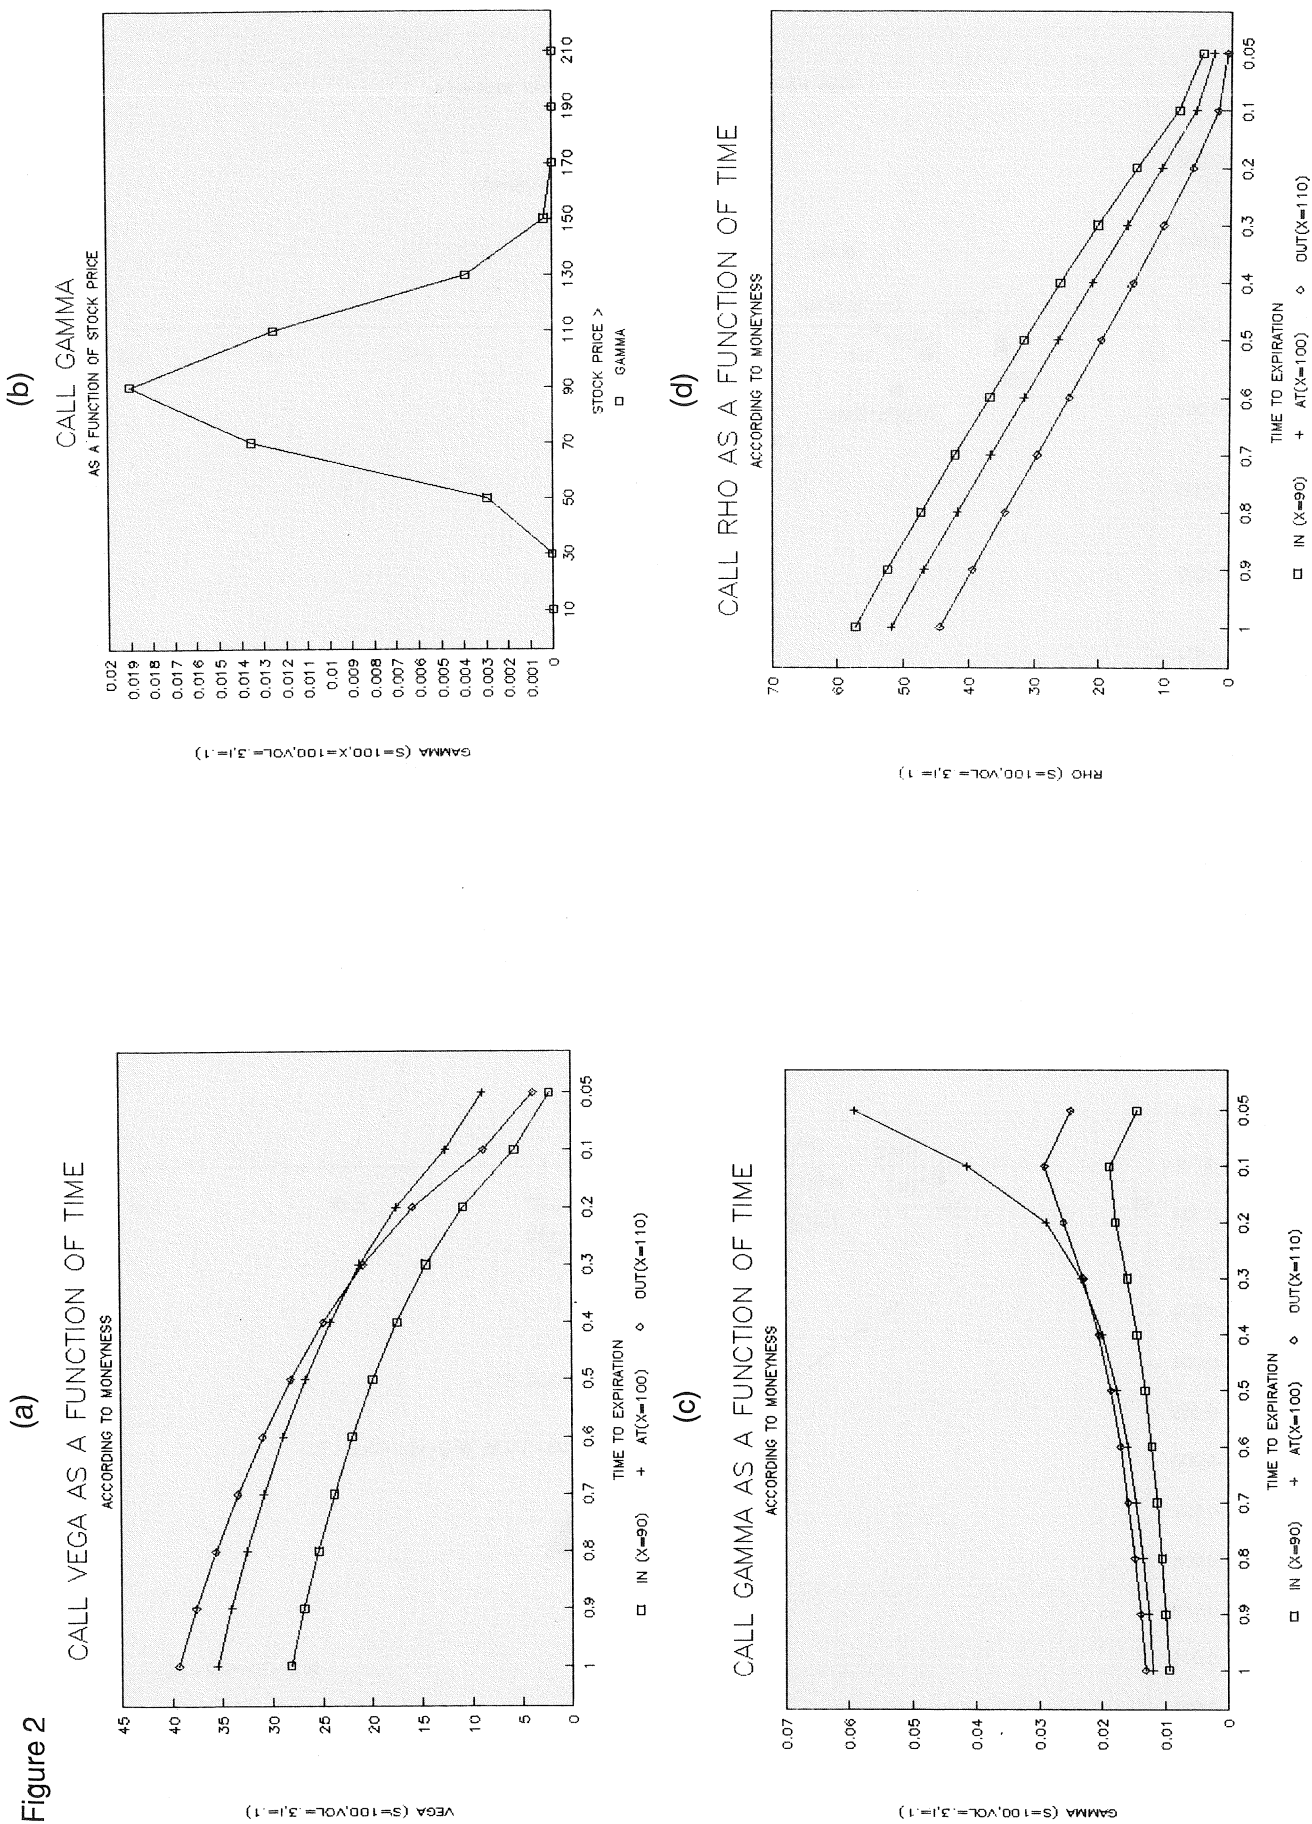 Figure 2
(a)
CALL VEGA AS A FUNCTION OF TIME
ACCORDING TO MONEYNESS
VEGA (S=100,VOL=.3,I=.1)
45
40
35
30
25
20
15
10
5
0
1 0.9 0.8 0.7 0.6 0.5 0.4 0.3 0.2 0.1 0.05
TIME TO EXPIRATION
IN (X=90) AT(X=100) OUT(X=110)
(b)
CALL GAMMA
AS A FUNCTION OF STOCK PRICE
GAMMA (S=100,X=100,VOL=.3,I=.1)
0.02
0.019
0.018
0.017
0.016
0.015
0.014
0.013
0.012
0.011
0.01
0.009
0.008
0.007
0.006
0.005
0.004
0.003
0.002
0.001
0
10 30 50 70 90 110 130 150 170 190 210
STOCK PRICE >
GAMMA
(c)
CALL GAMMA AS A FUNCTION OF TIME
ACCORDING TO MONEYNESS
GAMMA (S=100,VOL=.3,I=.1)
0.07
0.06
0.05
0.04
0.03
0.02
0.01
0
1 0.9 0.8 0.7 0.6 0.5 0.4 0.3 0.2 0.1 0.05
TIME TO EXPIRATION
IN (X=90) AT(X=100) OUT(X=110)
(d)
CALL RHO AS A FUNCTION OF TIME
ACCORDING TO MONEYNESS
RHO (S=100,VOL=.3,I=.1)
70
60
50
40
30
20
10
0
1 0.9 0.8 0.7 0.6 0.5 0.4 0.3 0.2 0.1 0.05
TIME TO EXPIRATION
IN (X=90) AT(X=100) OUT(X=110)